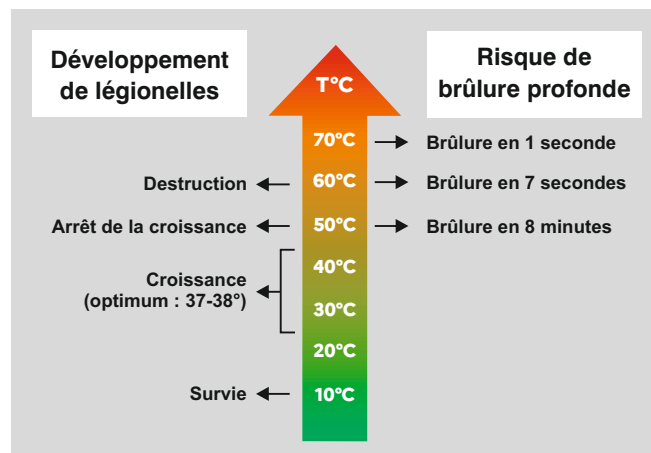 Développement
de légionelles
Risque de
brûlure profonde
T°C
70°C
Brûlure en 1 seconde
Destruction
60°C
Brûlure en 7 secondes
Arrêt de la croissance
50°C
Brûlure en 8 minutes
40°C
Croissance
(optimum : 37-38°)
30°C
20°C
Survie
10°C